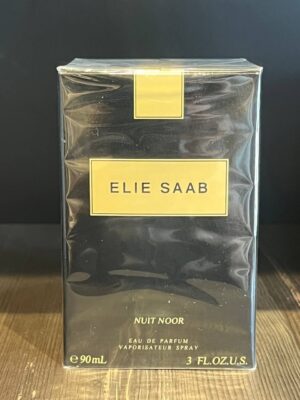 ELIE SAAB
NUIT NOOR
EAU DE PARFUM
VAPORISATEUR SPRAY
℮ 90mL 3 FL.OZ.U.S.